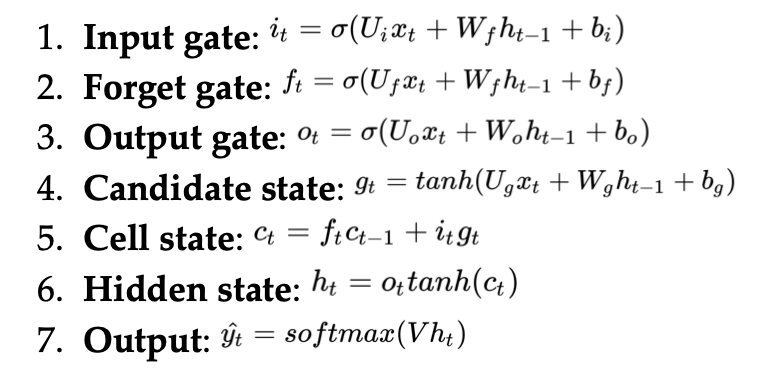 1. Input gate: i_t = σ(U_i x_t + W_f h_{t−1} + b_i)
2. Forget gate: f_t = σ(U_f x_t + W_f h_{t−1} + b_f)
3. Output gate: o_t = σ(U_o x_t + W_o h_{t−1} + b_o)
4. Candidate state: g_t = tanh(U_g x_t + W_g h_{t−1} + b_g)
5. Cell state: c_t = f_t c_{t−1} + i_t g_t
6. Hidden state: h_t = o_t tanh(c_t)
7. Output: ŷ_t = softmax(V h_t)